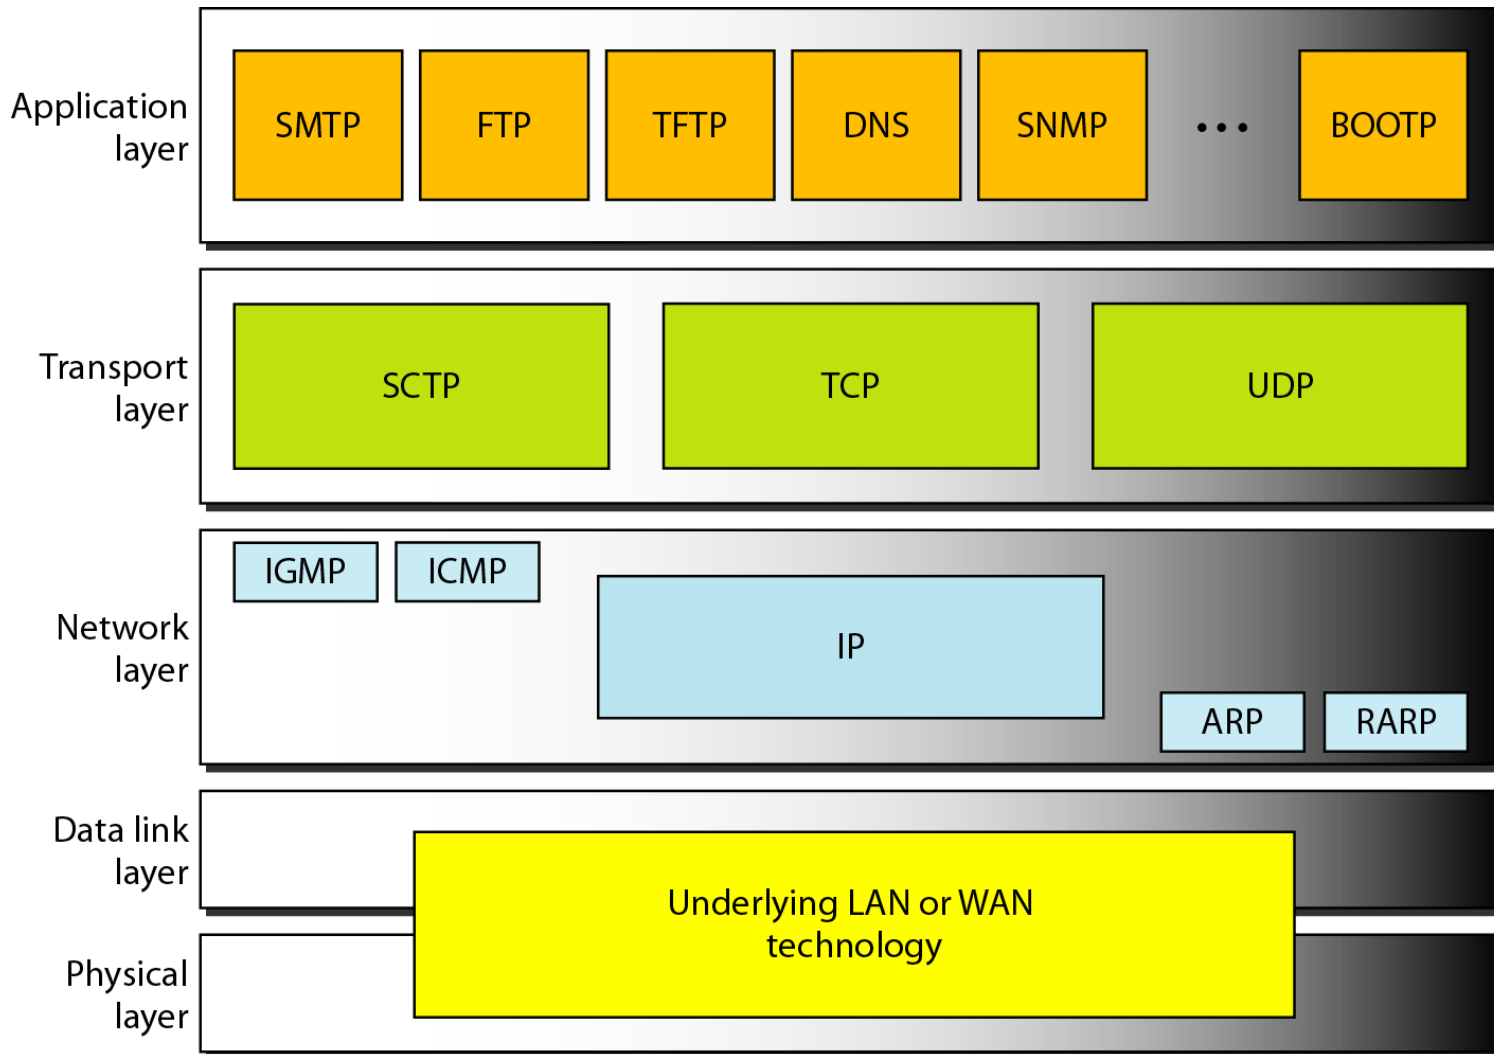 Application
layer
SMTP
FTP
TFTP
DNS
SNMP
...
BOOTP
Transport
layer
SCTP
TCP
UDP
Network
layer
IGMP
ICMP
IP
ARP
RARP
Data link
layer
Underlying LAN or WAN
technology
Physical
layer